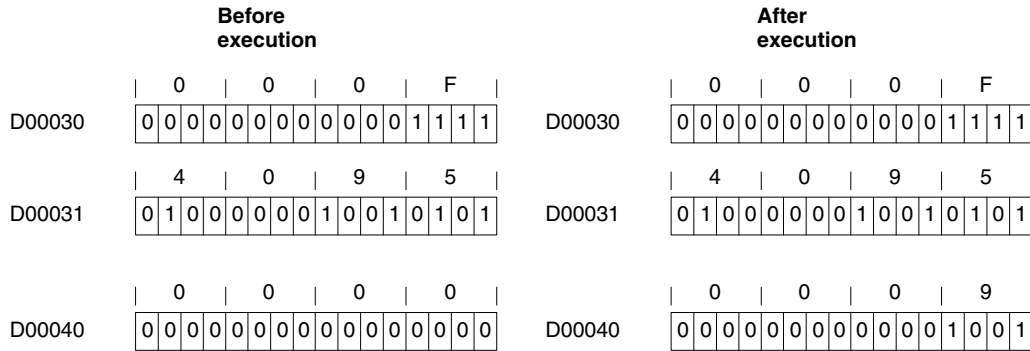 Before execution After execution
0 0 0 F 0 0 0 F
D00030 0 0 0 0 0 0 0 0 0 0 0 0 1 1 1 1 D00030 0 0 0 0 0 0 0 0 0 0 0 0 1 1 1 1
4 0 9 5 4 0 9 5
D00031 0 1 0 0 0 0 0 0 1 0 0 1 0 1 0 1 D00031 0 1 0 0 0 0 0 0 1 0 0 1 0 1 0 1
0 0 0 0 0 0 0 9
D00040 0 0 0 0 0 0 0 0 0 0 0 0 0 0 0 0 D00040 0 0 0 0 0 0 0 0 0 0 0 0 1 0 0 1